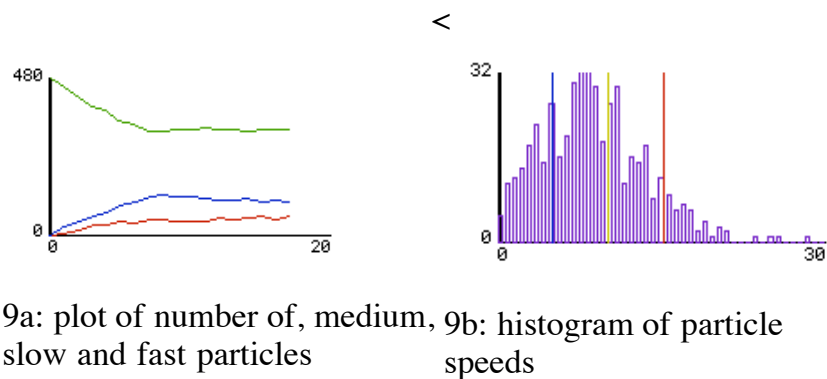 <
480
0
0
20
32
0
0
30
9a: plot of number of, medium,
slow and fast particles
9b: histogram of particle
speeds